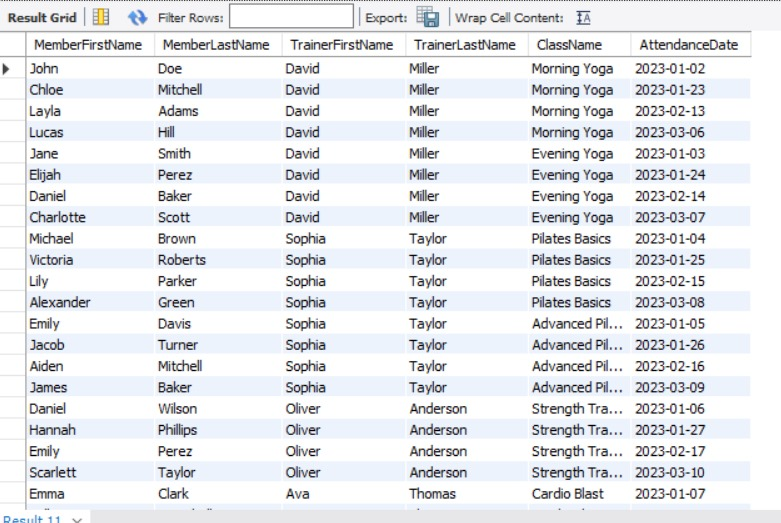 Result Grid Filter Rows: Export: Wrap Cell Content:
MemberFirstName MemberLastName TrainerFirstName TrainerLastName ClassName AttendanceDate
John Doe David Miller Morning Yoga 2023-01-02
Chloe Mitchell David Miller Morning Yoga 2023-01-23
Layla Adams David Miller Morning Yoga 2023-02-13
Lucas Hill David Miller Morning Yoga 2023-03-06
Jane Smith David Miller Evening Yoga 2023-01-03
Elijah Perez David Miller Evening Yoga 2023-01-24
Daniel Baker David Miller Evening Yoga 2023-02-14
Charlotte Scott David Miller Evening Yoga 2023-03-07
Michael Brown Sophia Taylor Pilates Basics 2023-01-04
Victoria Roberts Sophia Taylor Pilates Basics 2023-01-25
Lily Parker Sophia Taylor Pilates Basics 2023-02-15
Alexander Green Sophia Taylor Pilates Basics 2023-03-08
Emily Davis Sophia Taylor Advanced Pil... 2023-01-05
Jacob Turner Sophia Taylor Advanced Pil... 2023-01-26
Aiden Mitchell Sophia Taylor Advanced Pil... 2023-02-16
James Baker Sophia Taylor Advanced Pil... 2023-03-09
Daniel Wilson Oliver Anderson Strength Tra... 2023-01-06
Hannah Phillips Oliver Anderson Strength Tra... 2023-01-27
Emily Perez Oliver Anderson Strength Tra... 2023-02-17
Scarlett Taylor Oliver Anderson Strength Tra... 2023-03-10
Emma Clark Ava Thomas Cardio Blast 2023-01-07
Result 11